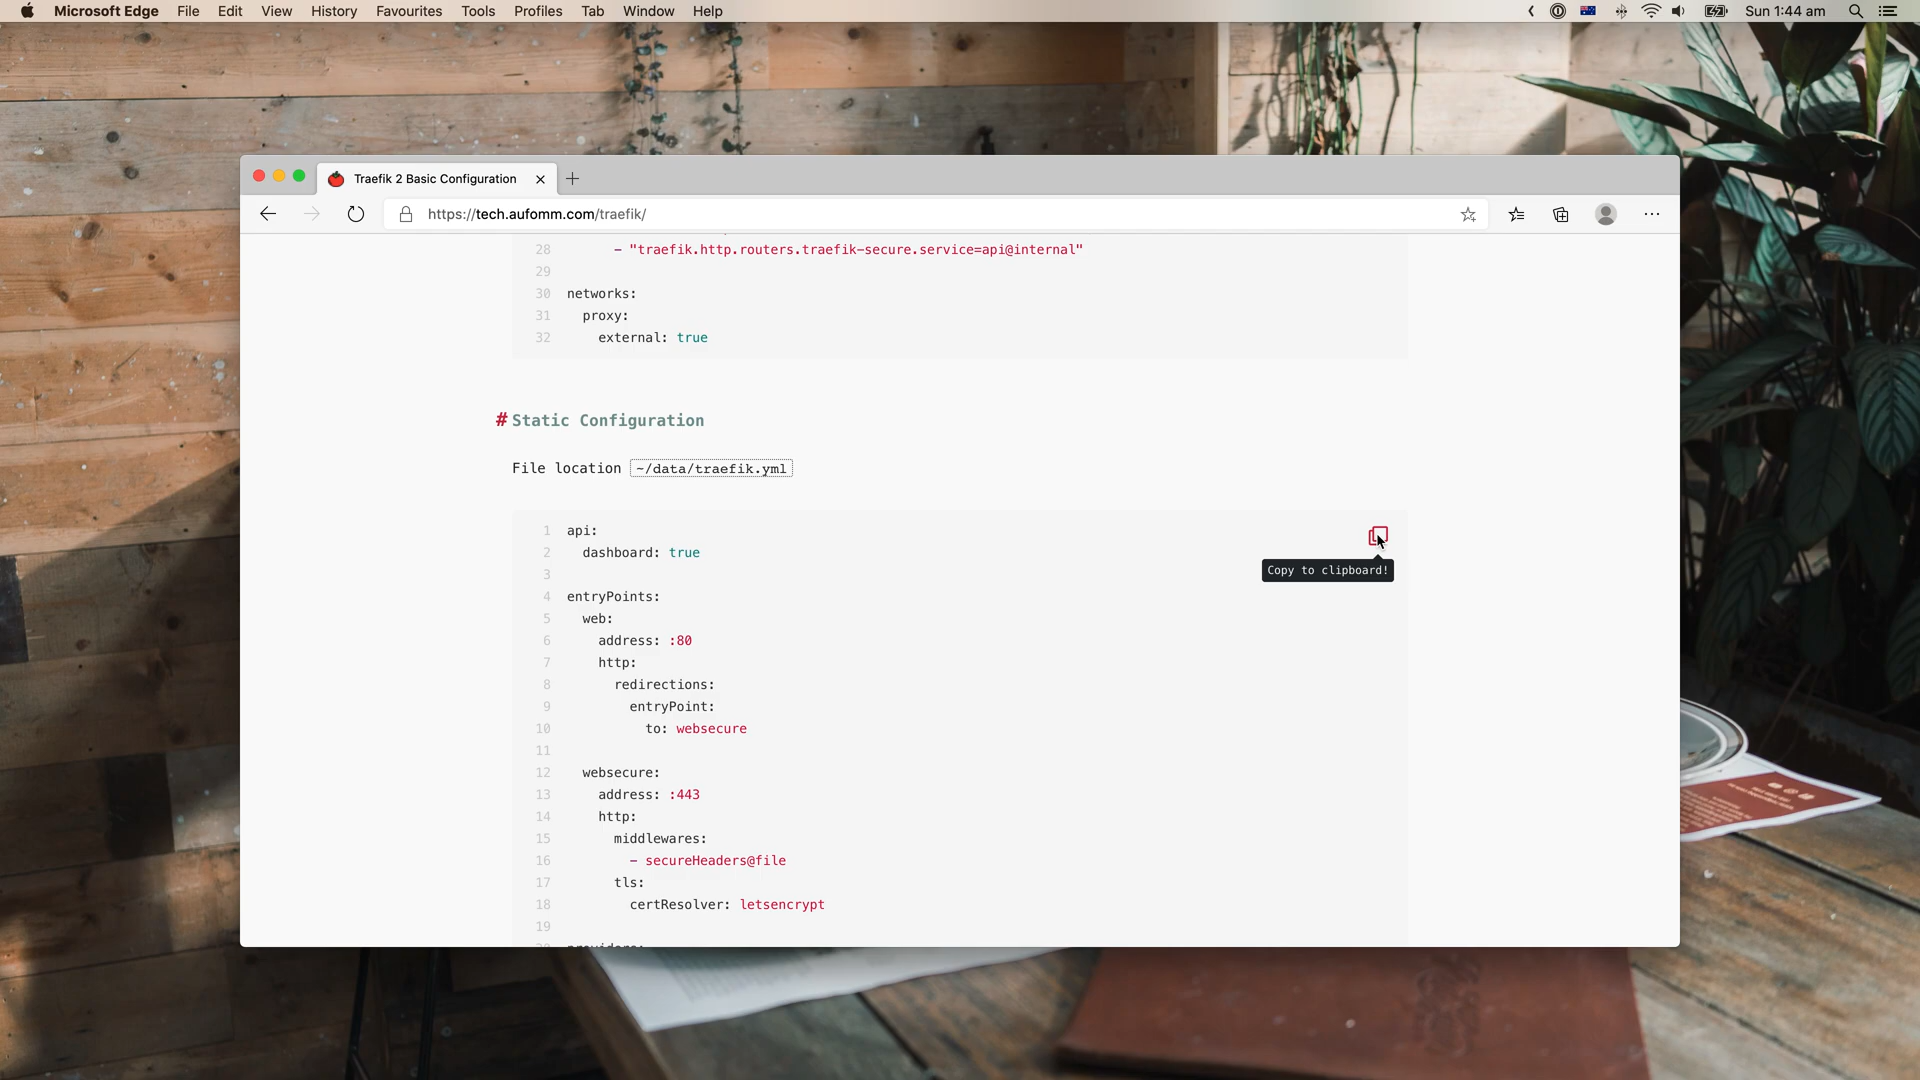 Microsoft Edge File Edit View History Favourites Tools Profiles Tab Window Help Sun 1:44 am
Traefik 2 Basic Configuration
https://tech.aufomm.com/traefik/
28 - "traefik.http.routers.traefik-secure.service=api@internal"
29
30 networks:
31 proxy:
32 external: true
# Static Configuration
File location ~/data/traefik.yml
1 api:
2 dashboard: true
Copy to clipboard!
3
4 entryPoints:
5 web:
6 address: :80
7 http:
8 redirections:
9 entryPoint:
10 to: websecure
11
12 websecure:
13 address: :443
14 http:
15 middlewares:
16 - secureHeaders@file
17 tls:
18 certResolver: letsencrypt
19